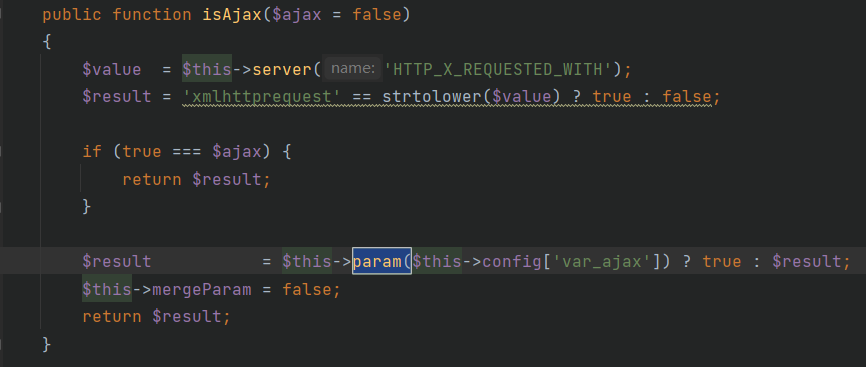 public function isAjax($ajax = false)
{
$value  = $this->server( name: 'HTTP_X_REQUESTED_WITH');
$result = 'xmlhttprequest' == strtolower($value) ? true : false;
if (true === $ajax) {
return $result;
}
$result           = $this->param($this->config['var_ajax']) ? true : $result;
$this->mergeParam = false;
return $result;
}